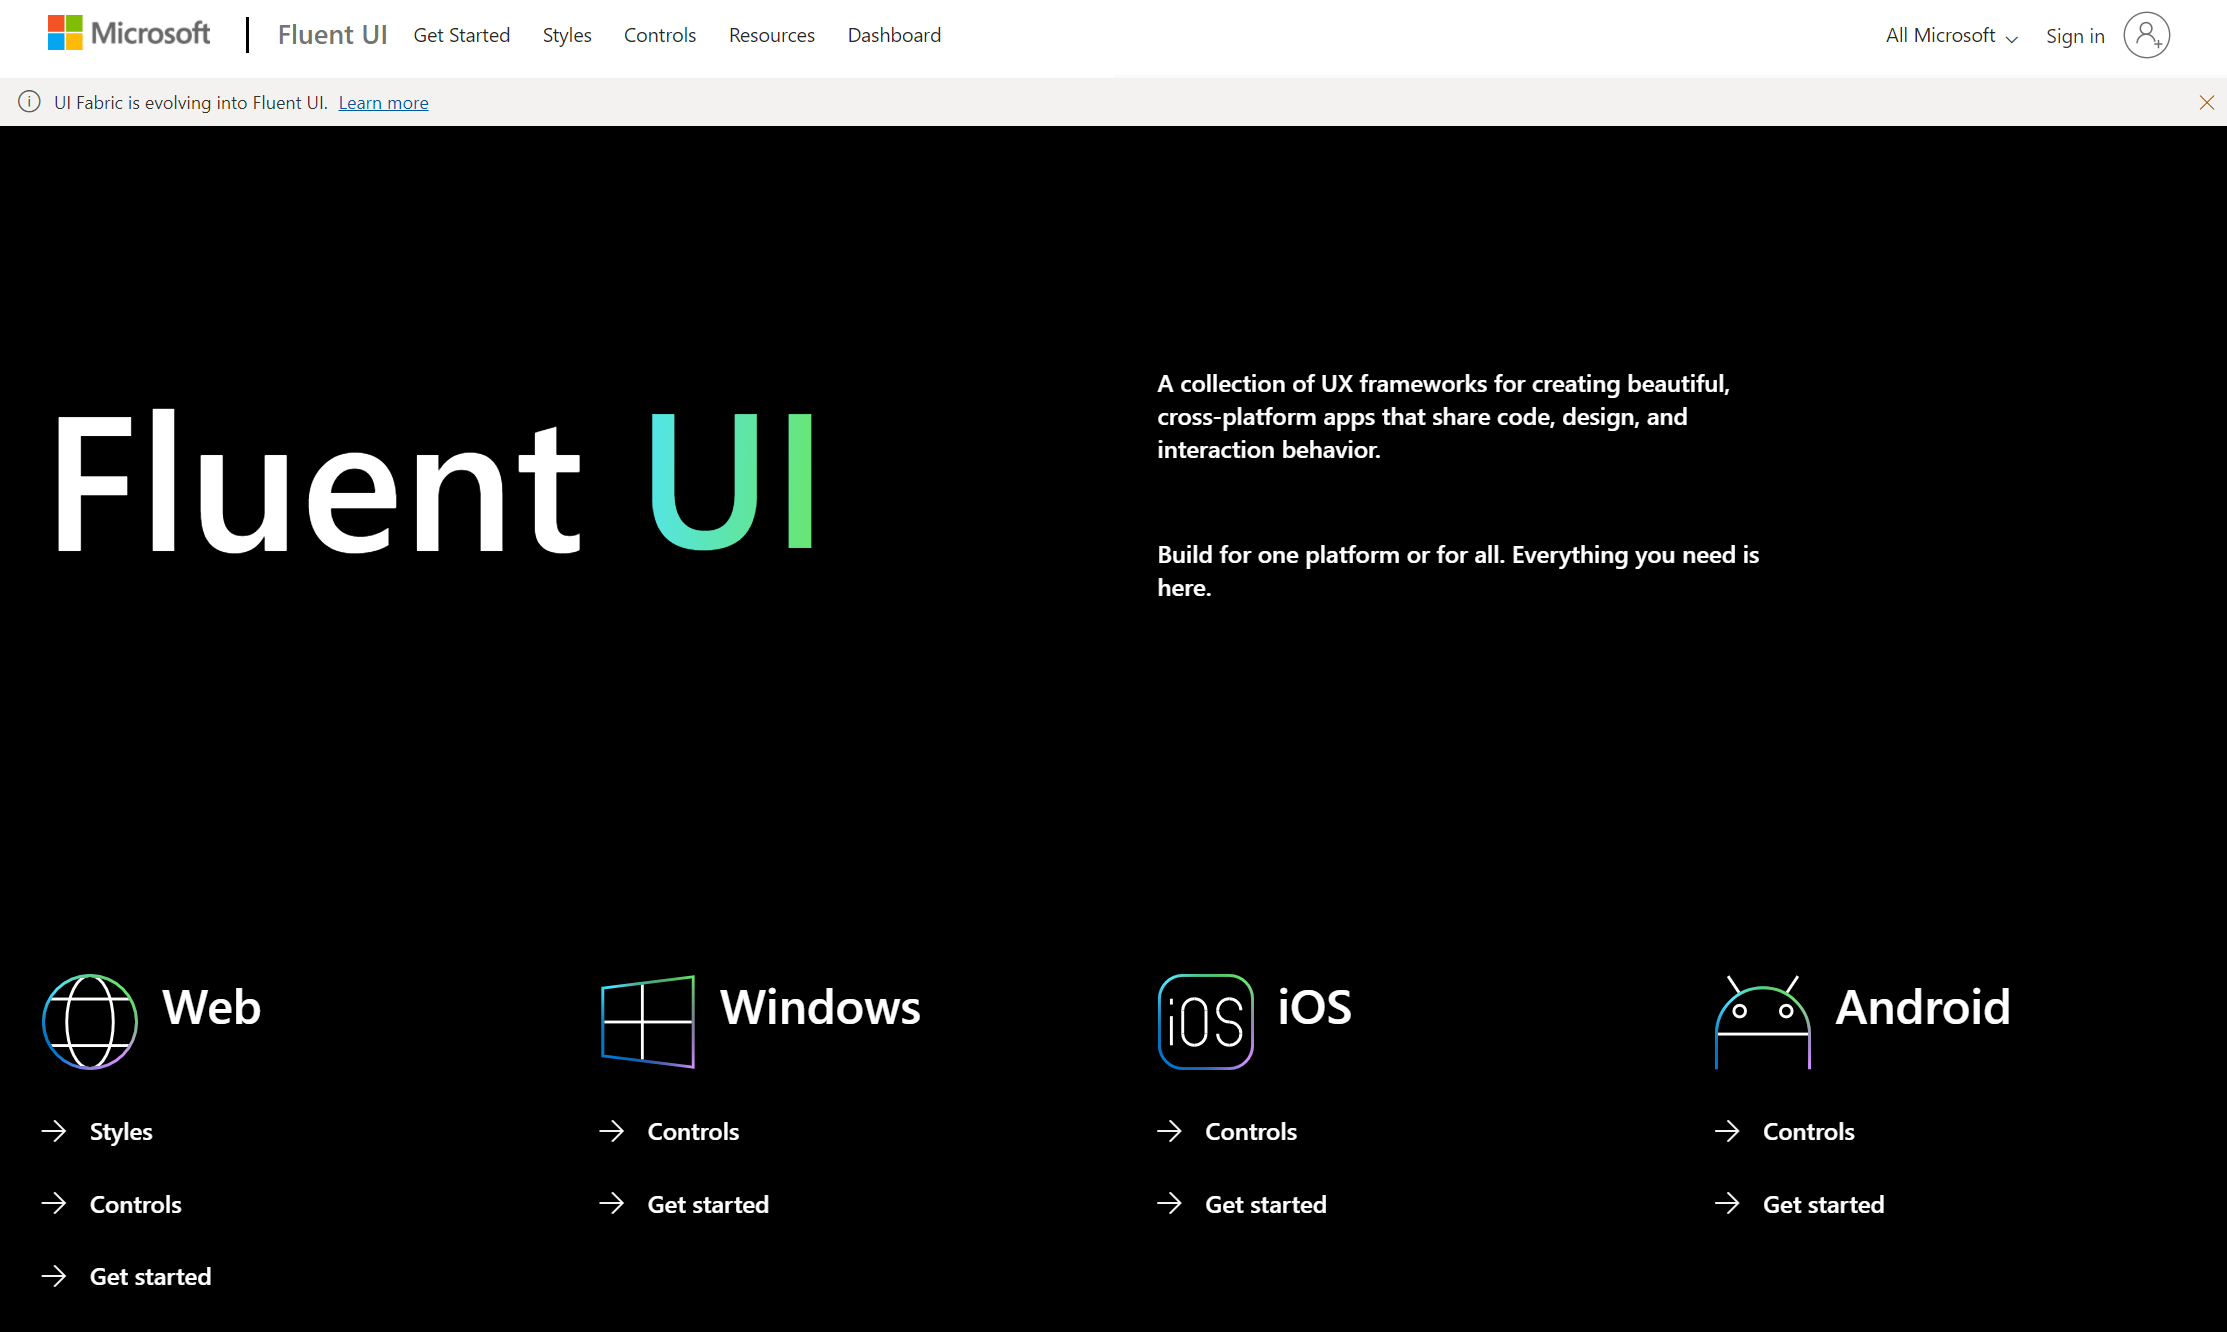 Microsoft
Fluent UI
Get Started
Styles
Controls
Resources
Dashboard
All Microsoft
Sign in
UI Fabric is evolving into Fluent UI. Learn more
Fluent UI
A collection of UX frameworks for creating beautiful,
cross-platform apps that share code, design, and
interaction behavior.
Build for one platform or for all. Everything you need is
here.
Web
Styles
Controls
Get started
Windows
Controls
Get started
iOS
iOS
Controls
Get started
Android
Controls
Get started